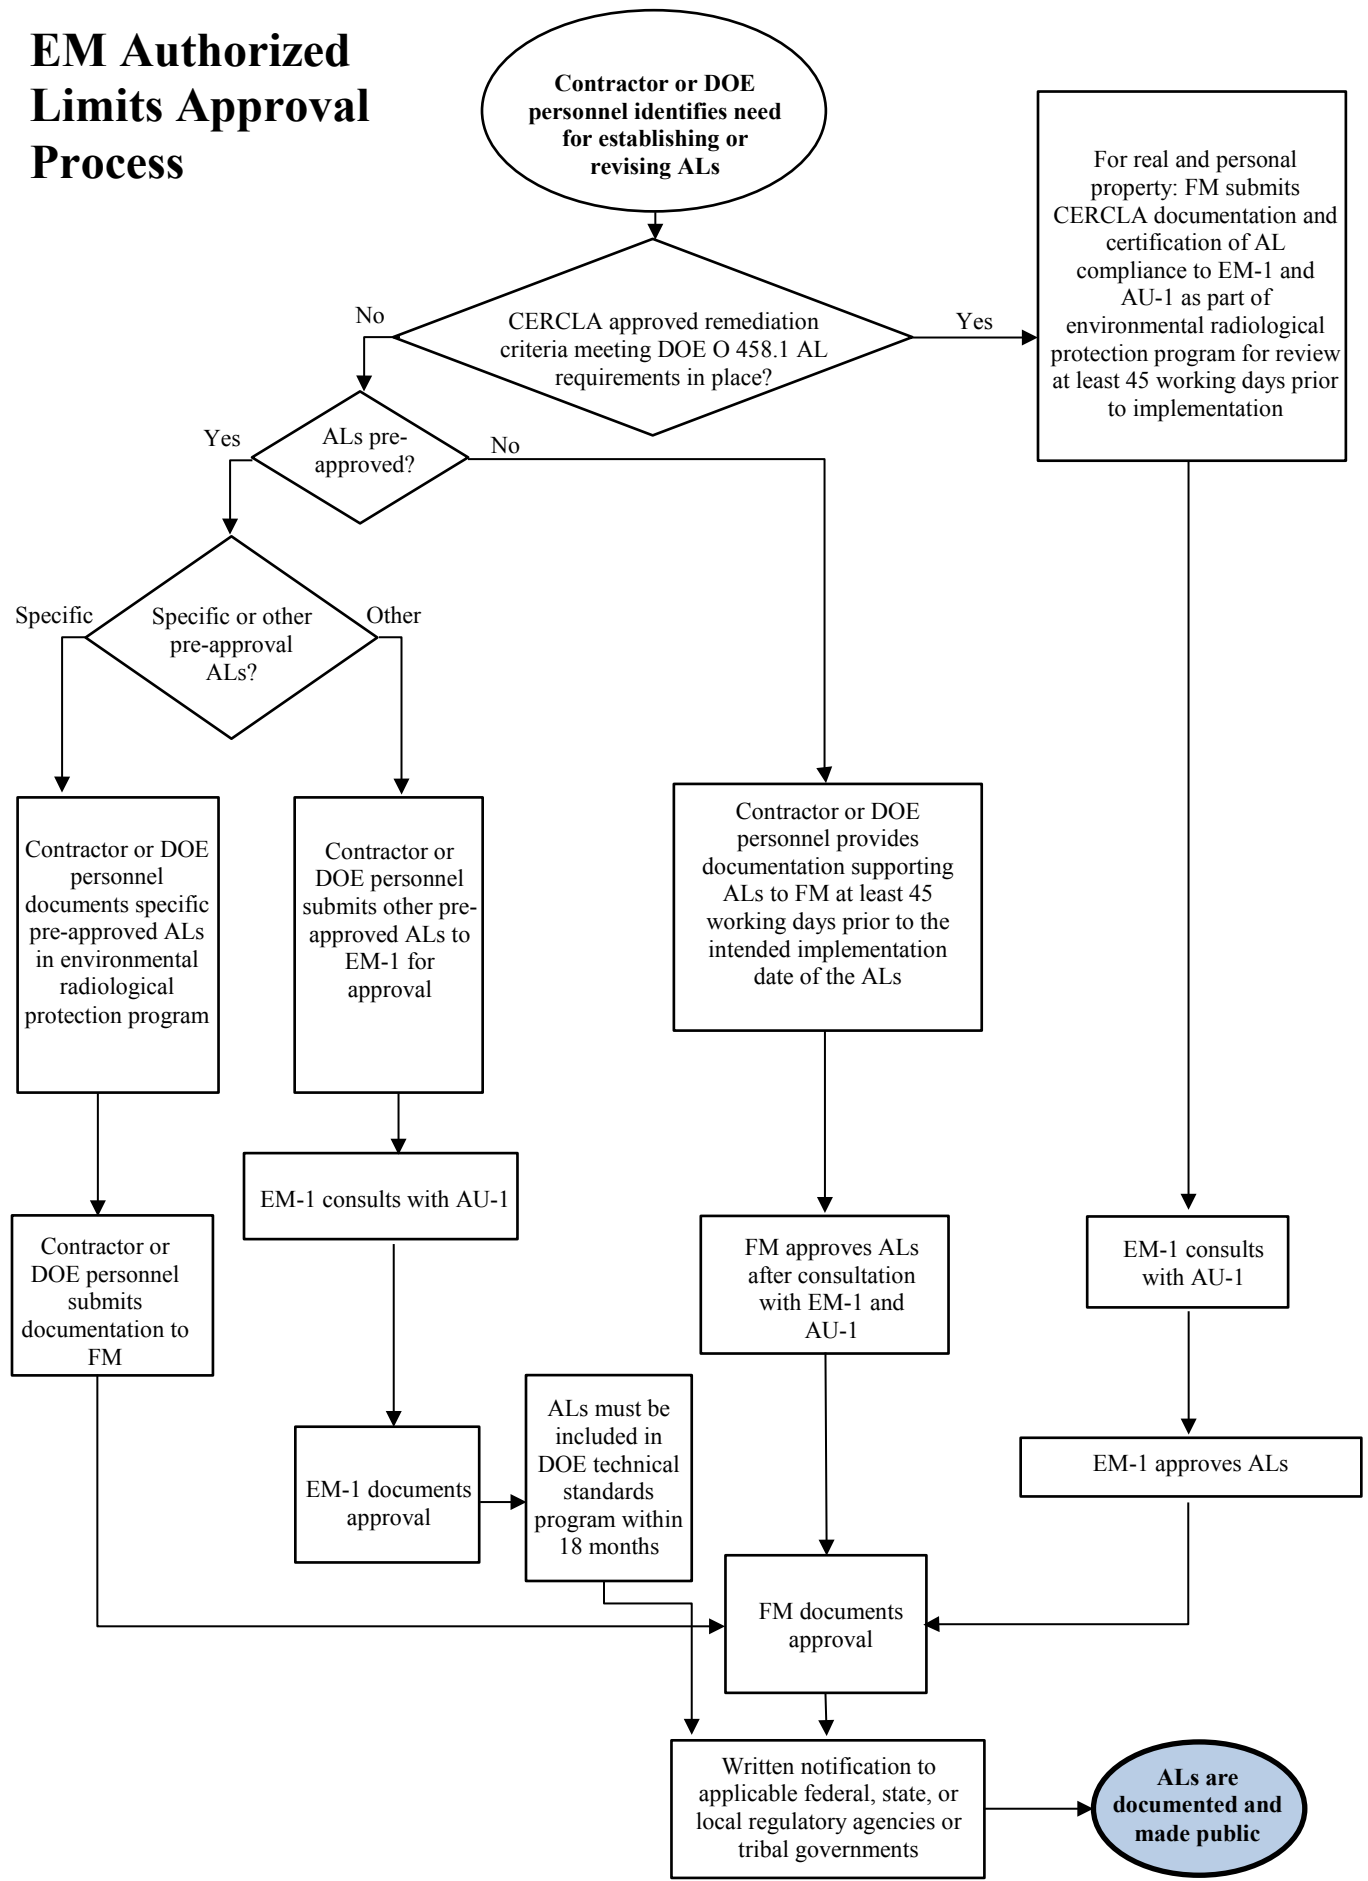 EM Authorized
Limits Approval
Process
Contractor or DOE
personnel identifies need
for establishing or
revising ALs
For real and personal
property: FM submits
CERCLA documentation and
certification of AL
compliance to EM-1 and
AU-1 as part of
environmental radiological
protection program for review
at least 45 working days prior
to implementation
No
CERCLA approved remediation
criteria meeting DOE O 458.1 AL
requirements in place?
Yes
Yes
ALs pre-
approved?
No
Specific
Specific or other
pre-approval
ALs?
Other
Contractor or DOE
personnel
documents specific
pre-approved ALs
in environmental
radiological
protection program
Contractor or
DOE personnel
submits other pre-
approved ALs to
EM-1 for
approval
Contractor or DOE
personnel provides
documentation supporting
ALs to FM at least 45
working days prior to the
intended implementation
date of the ALs
EM-1 consults with AU-1
Contractor or
DOE personnel
submits
documentation to
FM
FM approves ALs
after consultation
with EM-1 and
AU-1
EM-1 consults
with AU-1
EM-1 documents
approval
ALs must be
included in
DOE technical
standards
program within
18 months
EM-1 approves ALs
FM documents
approval
Written notification to
applicable federal, state, or
local regulatory agencies or
tribal governments
ALs are
documented and
made public